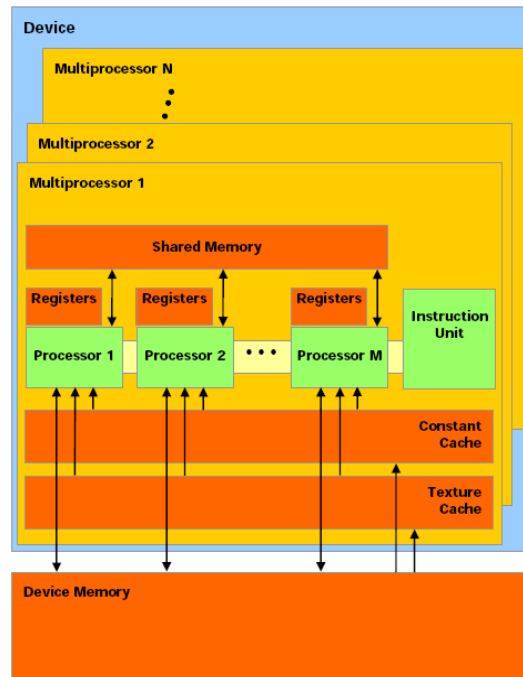 Device
Multiprocessor N
Multiprocessor 2
Multiprocessor 1
Shared Memory
Registers
Registers
Registers
Instruction
Unit
Processor 1
Processor 2
Processor M
Constant
Cache
Texture
Cache
Device Memory